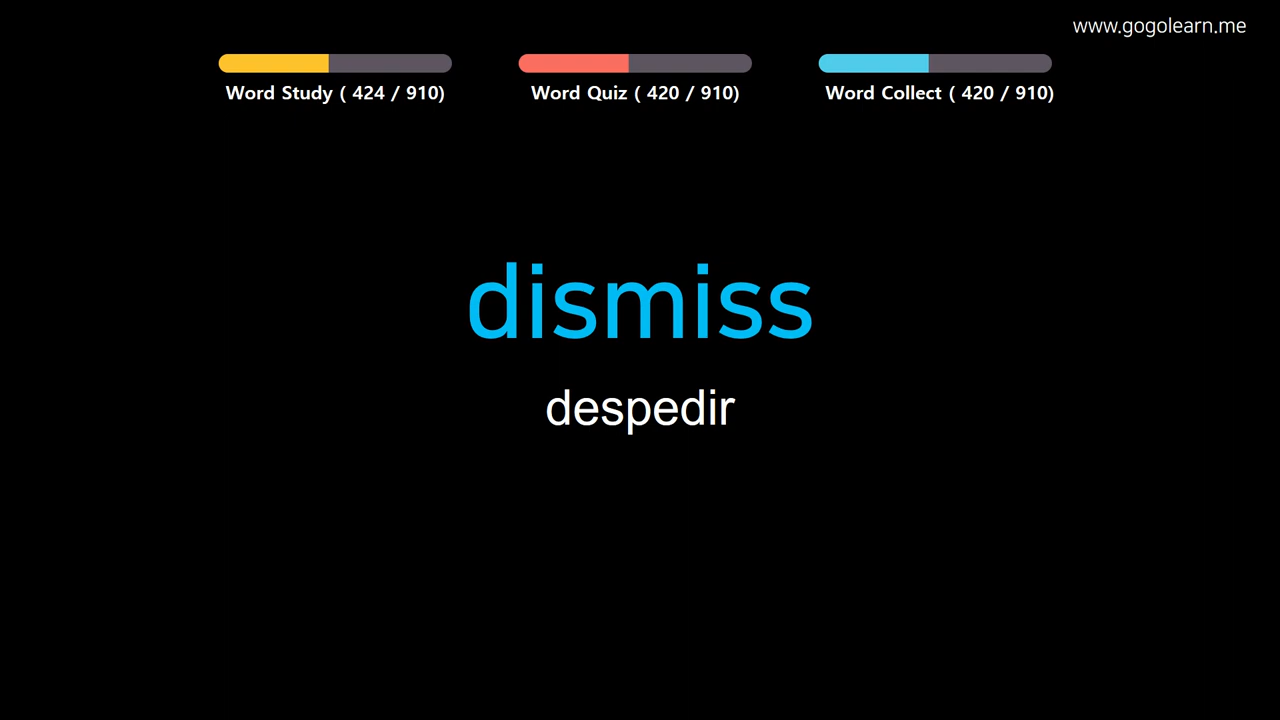 www.gogolearn.me
Word Study ( 424 / 910)
Word Quiz ( 420 / 910)
Word Collect ( 420 / 910)
dismiss
despedir